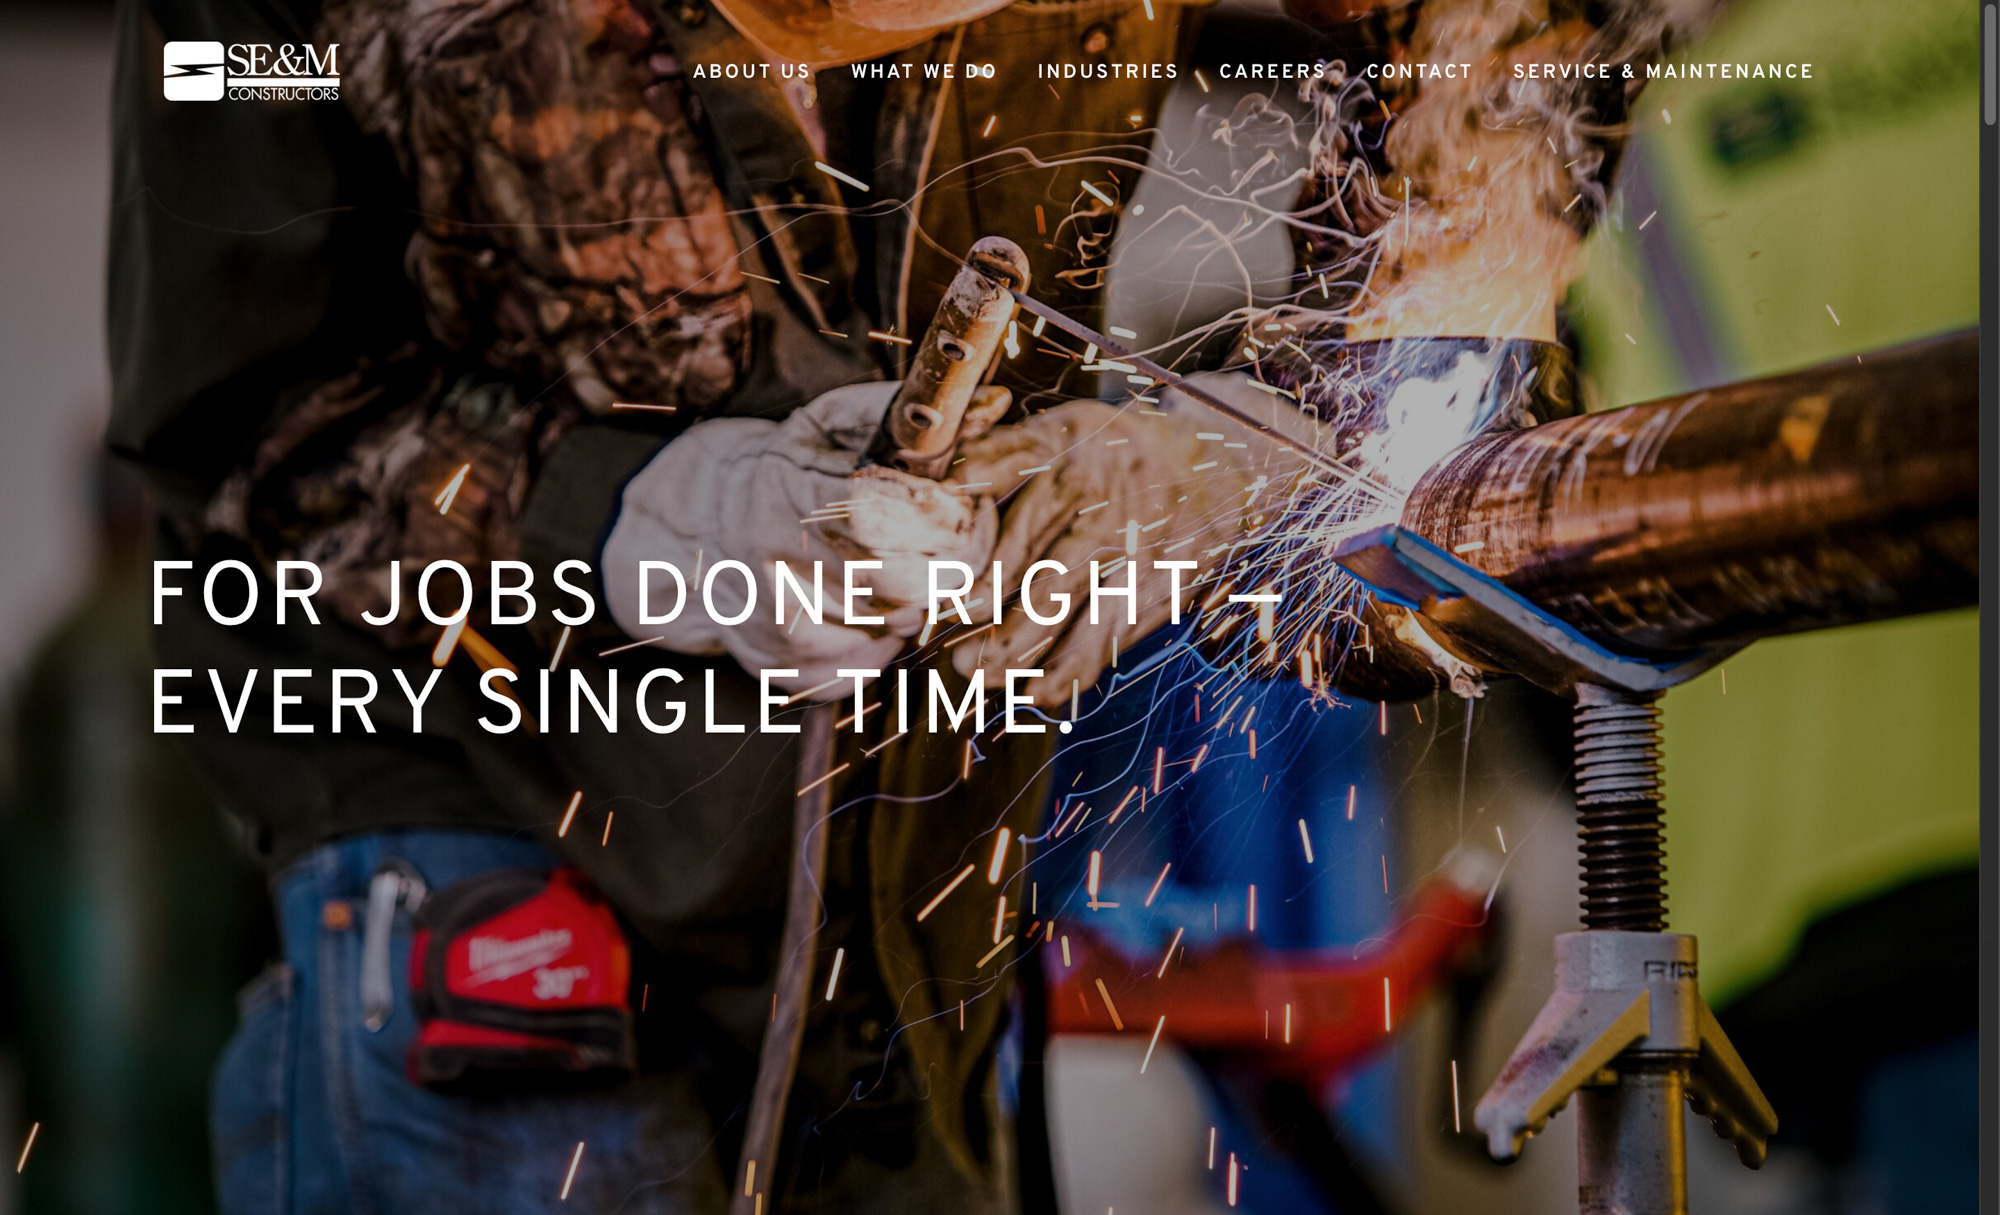 SE&M
CONSTRUCTORS
ABOUT US
WHAT WE DO
INDUSTRIES
CAREERS
CONTACT
SERVICE & MAINTENANCE
FOR JOBS DONE RIGHT —
EVERY SINGLE TIME.
Milwaukee
30'